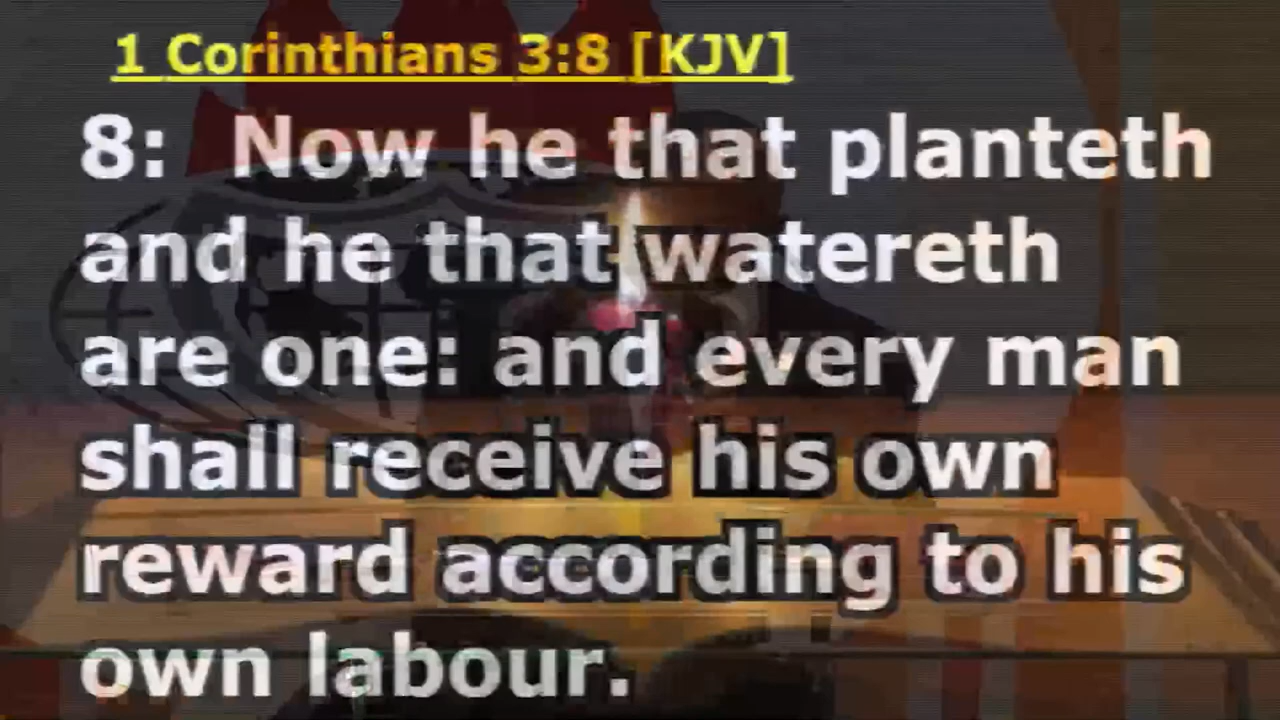 1 Corinthians 3:8 [KJV]
8: Now he that planteth
and he that watereth
are one: and every man
shall receive his own
reward according to his
own labour.